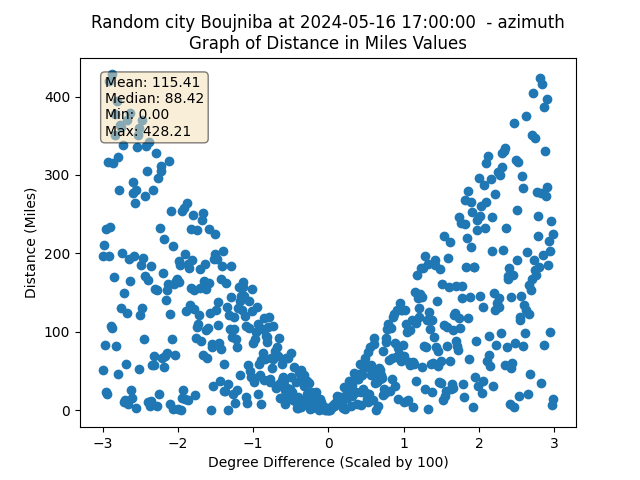 Random city Boujniba at 2024-05-16 17:00:00  - azimuth
Graph of Distance in Miles Values
Mean: 115.41
Median: 88.42
Min: 0.00
Max: 428.21
400
300
200
100
0
Distance (Miles)
−3
−2
−1
0
1
2
3
Degree Difference (Scaled by 100)